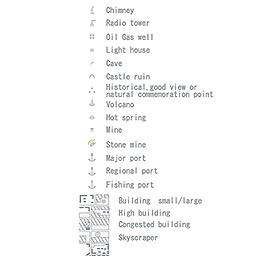 Chimney
Radio tower
Oil Gas well
Light house
Cave
Castle ruin
Historical,good view or
natural commemoration point
Volcano
Hot spring
Mine
Stone mine
Major port
Regional port
Fishing port
Building small/large
High building
Congested building
Skyscraper